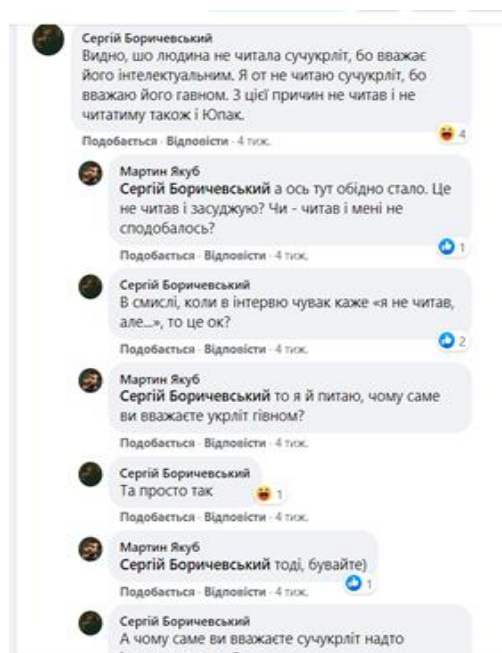 Сергій Боричевський
Видно, шо людина не читала сучукрліт, бо вважає
його інтелектуальним. Я от не читаю сучукрліт, бо
вважаю його гавном. З цієї причин не читав і не
читатиму також і Юпак.
4
Подобається · Відповісти · 4 тиж.
Мартин Якуб
Сергій Боричевський а ось тут обідно стало. Це
не читав і засуджую? Чи - читав і мені не
сподобалось?
1
Подобається · Відповісти · 4 тиж.
Сергій Боричевський
В смислі, коли в інтервю чувак каже «я не читав,
але...», то це ок?
2
Подобається · Відповісти · 4 тиж.
Мартин Якуб
Сергій Боричевський то я й питаю, чому саме
ви вважаєте укрліт гівном?
Подобається · Відповісти · 4 тиж.
Сергій Боричевський
Та просто так
1
Подобається · Відповісти · 4 тиж.
Мартин Якуб
Сергій Боричевський тоді, бувайте)
1
Подобається · Відповісти · 4 тиж.
Сергій Боричевський
А чому саме ви вважаєте сучукрліт надто